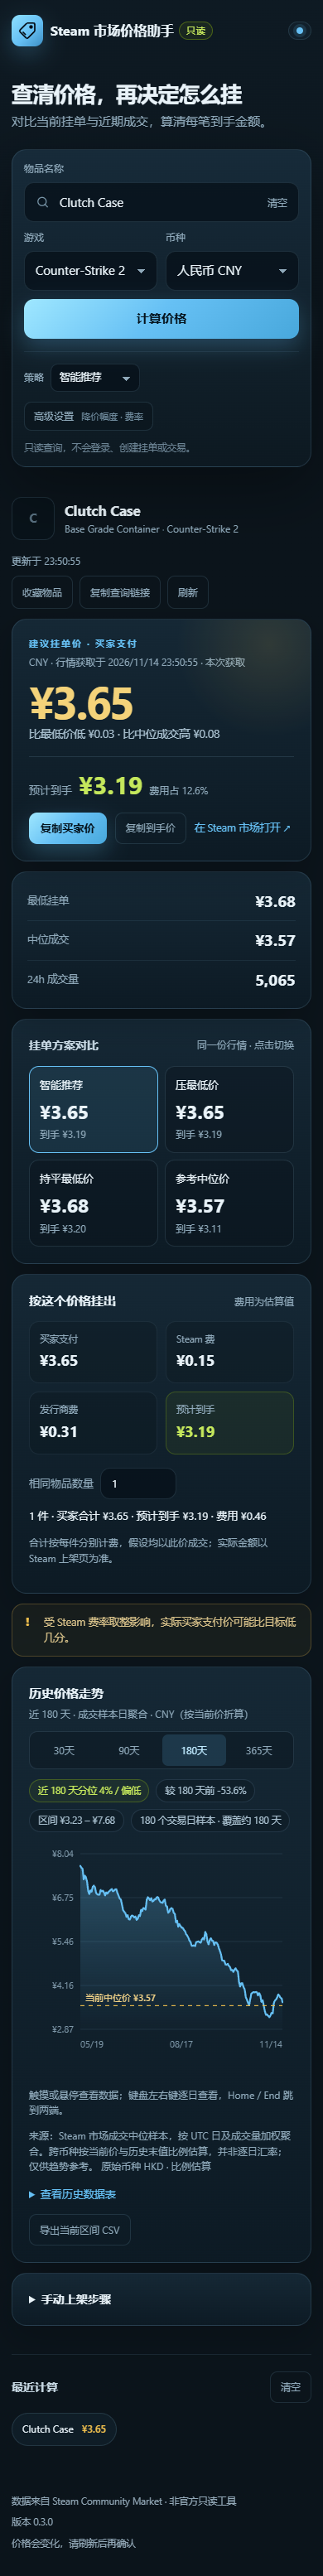 Steam 市场价格助手 只读
查清价格，再决定怎么挂
对比当前挂单与近期成交，算清每笔到手金额。
物品名称
Clutch Case 清空
游戏 币种
Counter-Strike 2 人民币 CNY
计算价格
策略 智能推荐
高级设置 降价幅度 · 费率
只读查询，不会登录、创建挂单或交易。
C
Clutch Case
Base Grade Container · Counter-Strike 2
更新于 23:50:55
收藏物品 复制查询链接 刷新
建议挂单价 · 买家支付
CNY · 行情获取于 2026/11/14 23:50:55 · 本次获取
¥3.65
比最低价低 ¥0.03 · 比中位成交高 ¥0.08
预计到手 ¥3.19 费用占 12.6%
复制买家价 复制到手价 在 Steam 市场打开 ↗
最低挂单 ¥3.68
中位成交 ¥3.57
24h 成交量 5,065
挂单方案对比 同一份行情 · 点击切换
智能推荐 压最低价
¥3.65 ¥3.65
到手 ¥3.19 到手 ¥3.19
持平最低价 参考中位价
¥3.68 ¥3.57
到手 ¥3.20 到手 ¥3.11
按这个价格挂出 费用为估算值
买家支付 Steam 费
¥3.65 ¥0.15
发行商费 预计到手
¥0.31 ¥3.19
相同物品数量 1
1 件 · 买家合计 ¥3.65 · 预计到手 ¥3.19 · 费用 ¥0.46
合计按每件分别计费，假设均以此价成交；实际金额以
Steam 上架页为准。
! 受 Steam 费率取整影响，实际买家支付价可能比目标低
几分。
历史价格走势
近 180 天 · 成交样本日聚合 · CNY（按当前价折算）
30天 90天 180天 365天
近 180 天分位 4% / 偏低 较 180 天前 -53.6%
区间 ¥3.23 – ¥7.68 180 个交易日样本 · 覆盖约 180 天
¥8.04
¥6.75
¥5.46
¥4.16
当前中位价 ¥3.57
¥2.87
05/19 08/17 11/14
触摸或悬停查看数据；键盘左右键逐日查看，Home / End 跳
到两端。
来源：Steam 市场成交中位样本，按 UTC 日及成交量加权聚
合。跨币种按当前价与历史末值比例估算，并非逐日汇率；
仅供趋势参考。 原始币种 HKD · 比例估算
▶ 查看历史数据表
导出当前区间 CSV
▶ 手动上架步骤
最近计算 清空
Clutch Case ¥3.65
数据来自 Steam Community Market · 非官方只读工具
版本 0.3.0
价格会变化，请刷新后再确认